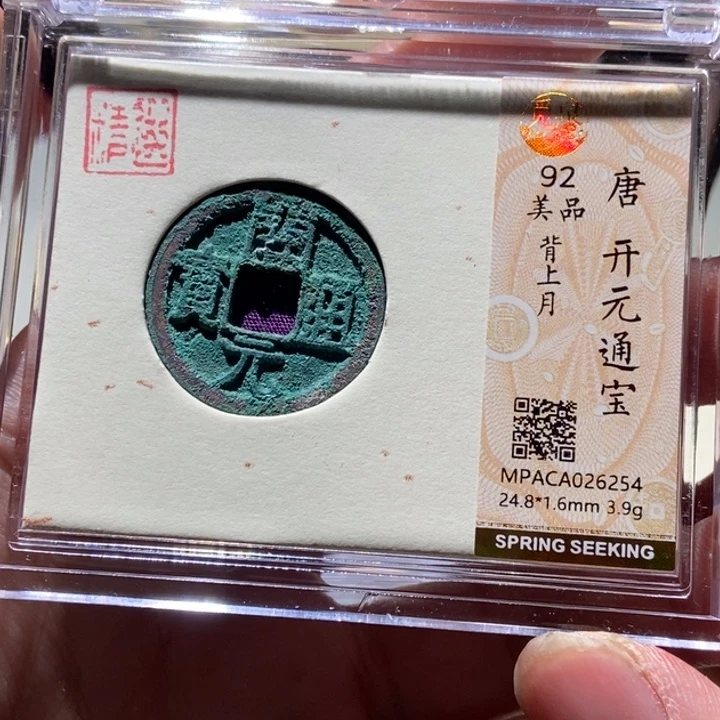 開
元
通
寳
92
美品
背上月
唐 开元通宝
MPACA026254
24.8*1.6mm 3.9g
SPRING SEEKING